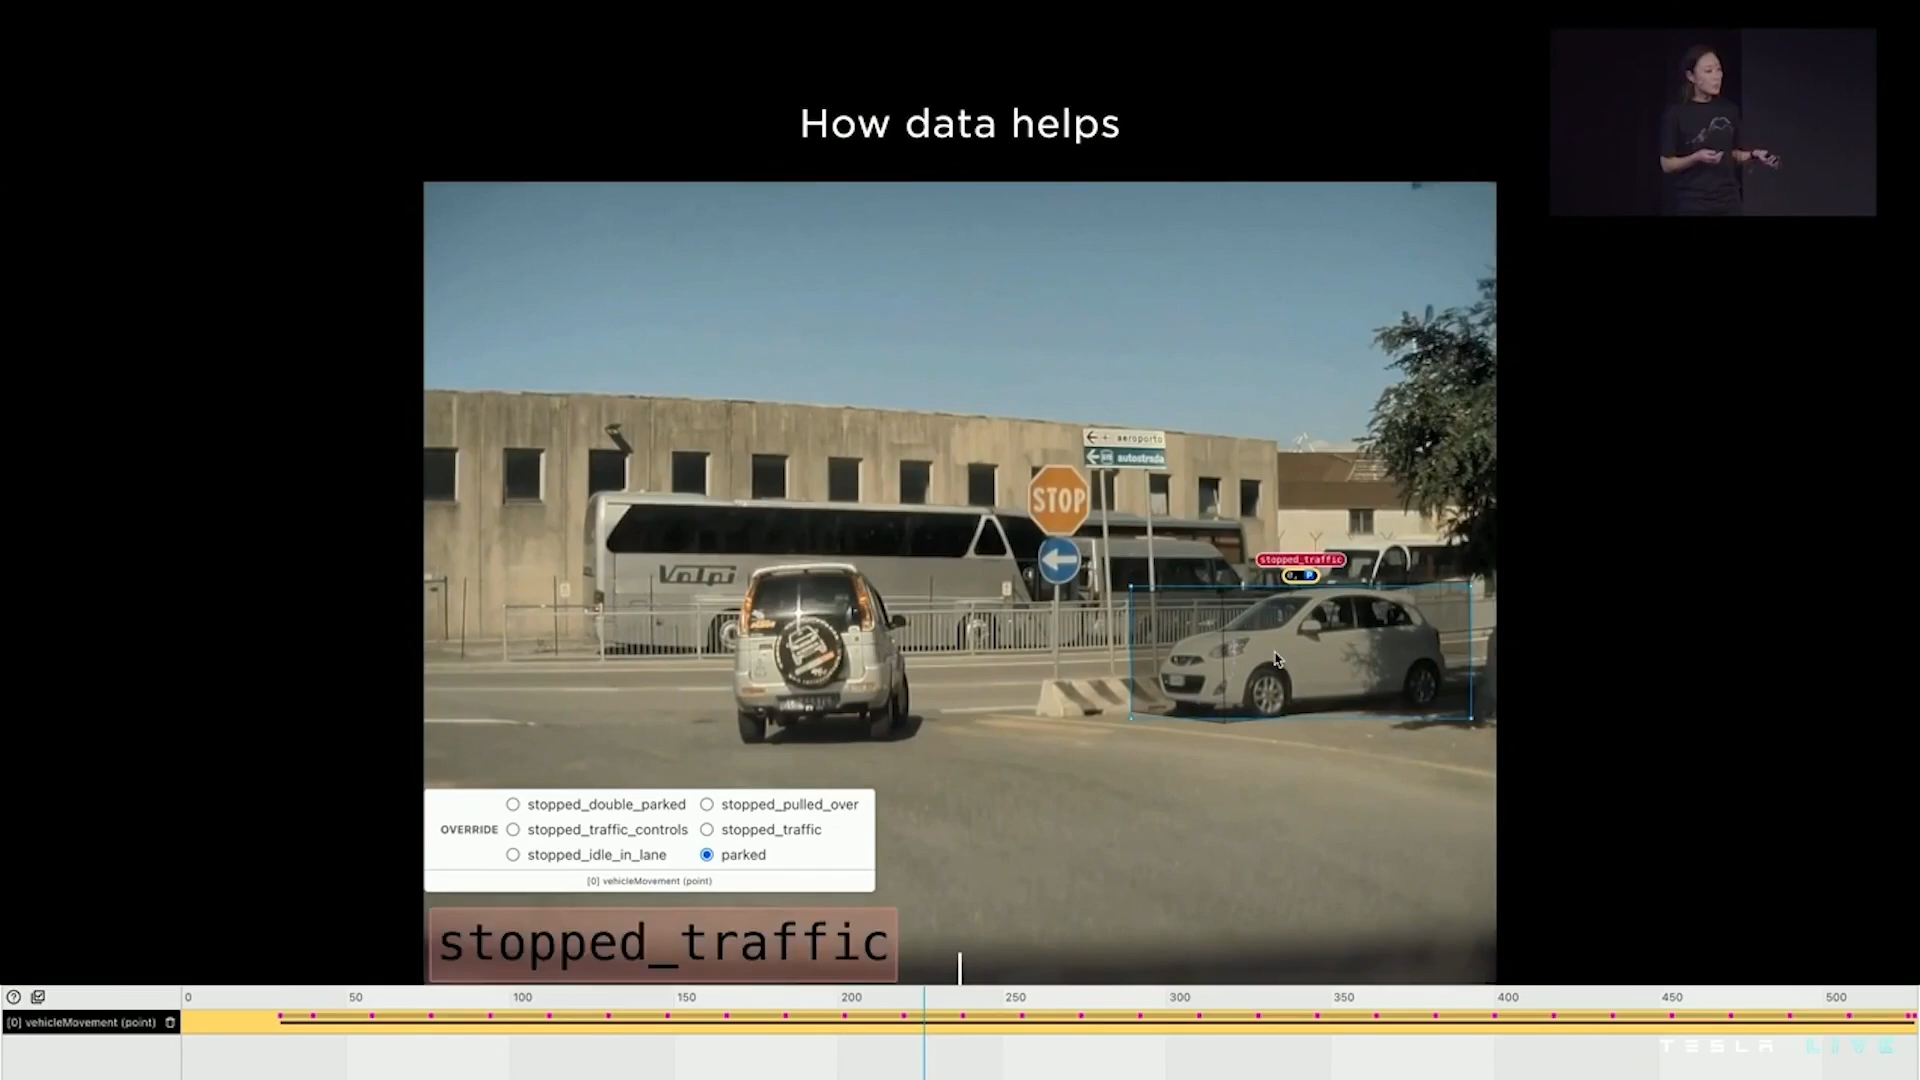 How data helps
aeroporto
autostrada
STOP
Volpi
stopped_traffic
P
stopped_double_parked
stopped_pulled_over
OVERRIDE
stopped_traffic_controls
stopped_traffic
stopped_idle_in_lane
parked
[0] vehicleMovement (point)
stopped_traffic
0 50 100 150 200 250 300 350 400 450 500
[0] vehicleMovement (point)
TESLA LIVE